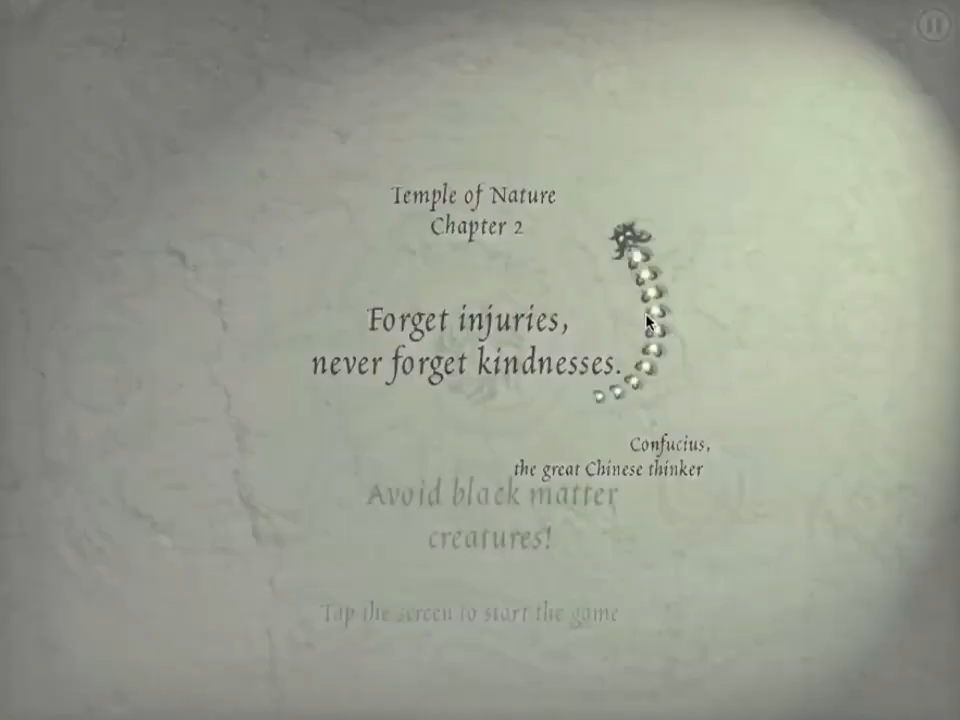 Temple of Nature
Chapter 2
Forget injuries,
never forget kindnesses.
Confucius,
the great Chinese thinker
Avoid black matter
creatures!
Tap the screen to start the game